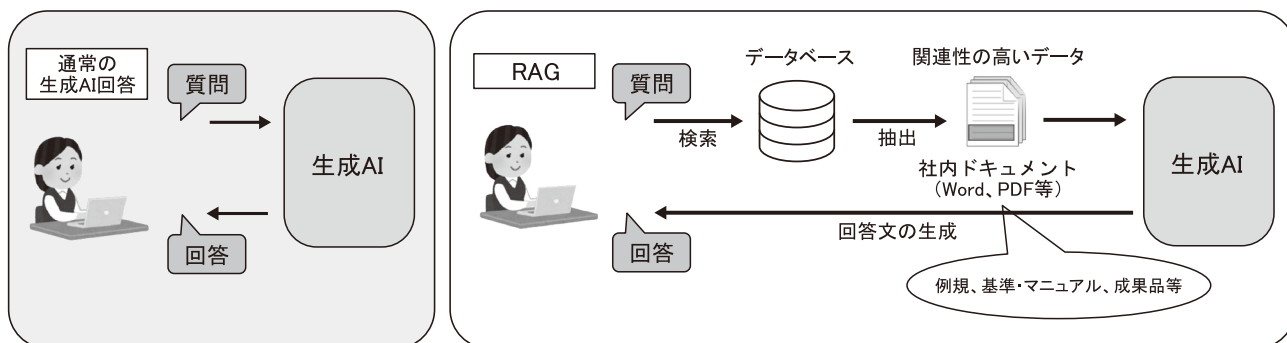 通常の
生成AI回答
質問
生成AI
回答
RAG
質問
検索
データベース
抽出
関連性の高いデータ
社内ドキュメント
(Word、PDF等)
生成AI
回答文の生成
回答
例規、基準・マニュアル、成果品等